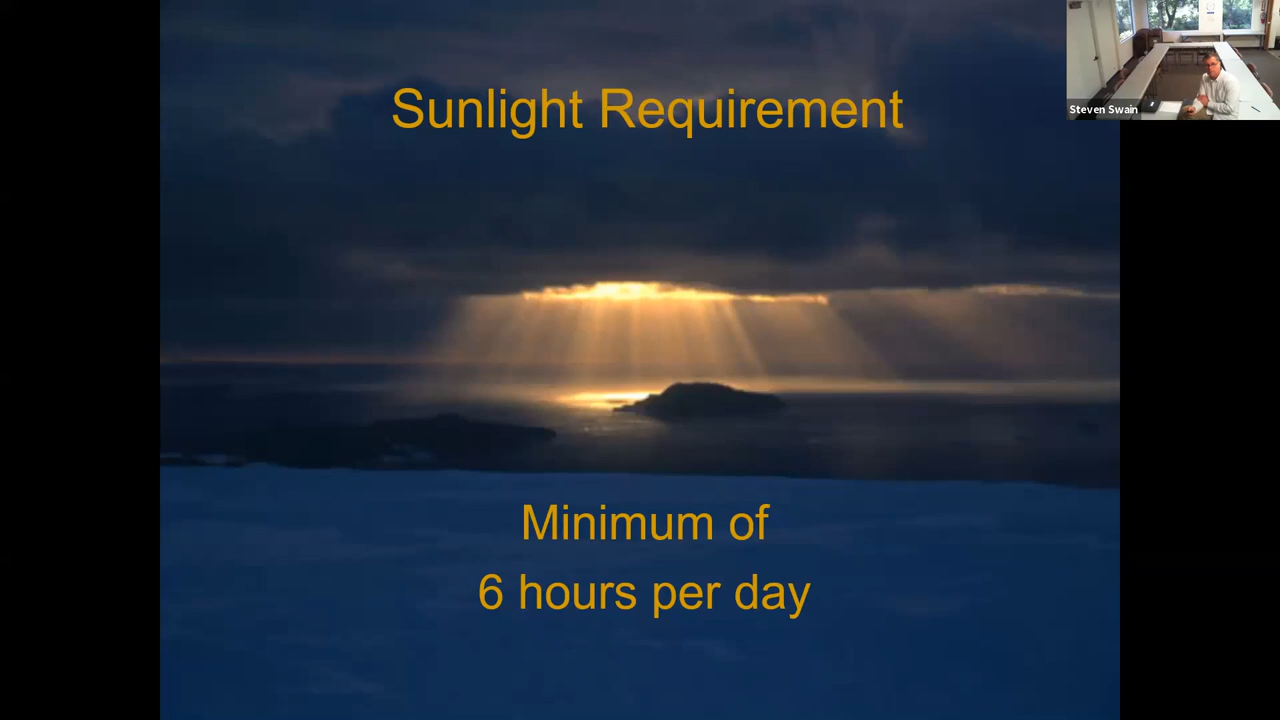 Sunlight Requirement
Steven Swain
Minimum of
6 hours per day